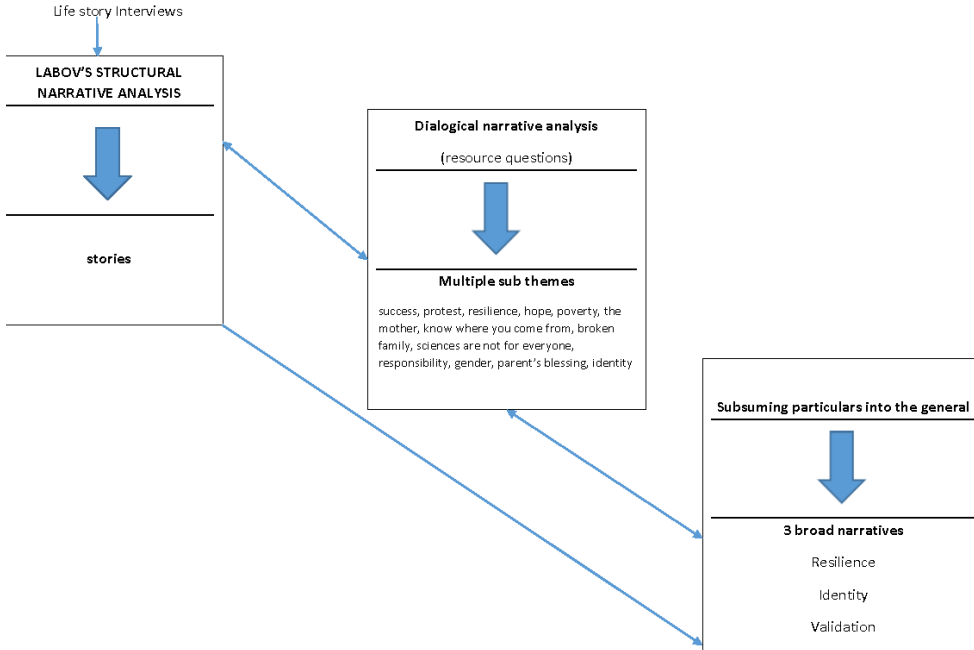 Life story Interviews
LABOV'S STRUCTURAL
NARRATIVE ANALYSIS
stories
Dialogical narrative analysis
(resource questions)
Multiple sub themes
success, protest, resilience, hope, poverty, the
mother, know where you come from, broken
family, sciences are not for everyone,
responsibility, gender, parent's blessing, identity
Subsuming particulars into the general
3 broad narratives
Resilience
Identity
Validation